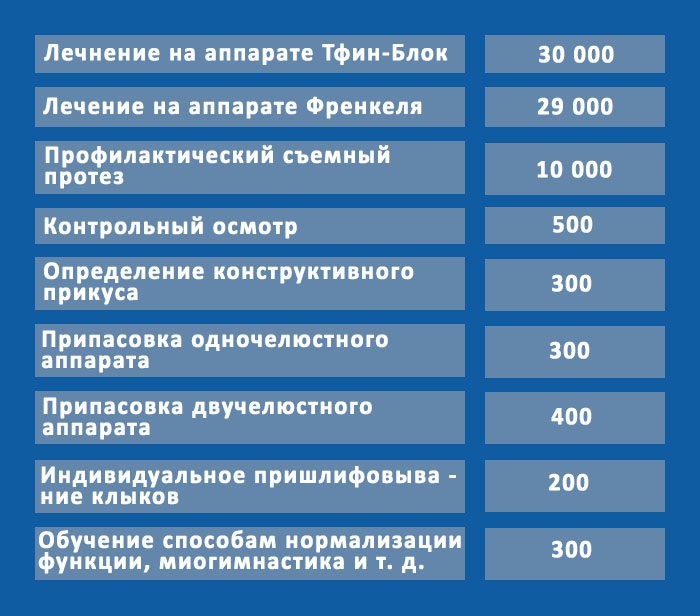 Лечнение на аппарате Тфин-Блок
30 000
Лечение на аппарате Френкеля
29 000
Профилактический съемный
протез
10 000
Контрольный осмотр
500
Определение конструктивного
прикуса
300
Припасовка одночелюстного
аппарата
300
Припасовка двучелюстного
аппарата
400
Индивидуальное пришлифовыва -
ние клыков
200
Обучение способам нормализации
функции, миогимнастика и т. д.
300